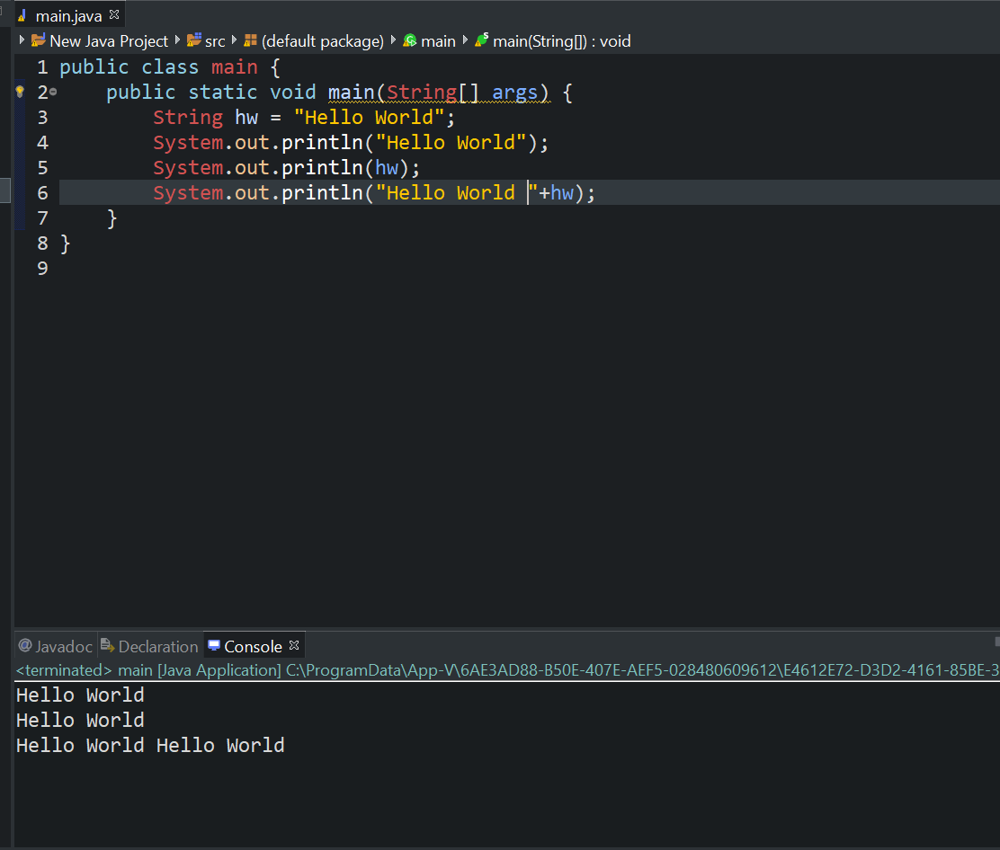 main.java
New Java Project src (default package) main main(String[]) : void
1 public class main {
2     public static void main(String[] args) {
3         String hw = "Hello World";
4         System.out.println("Hello World");
5         System.out.println(hw);
6         System.out.println("Hello World "+hw);
7     }
8 }
9
@ Javadoc Declaration Console
<terminated> main [Java Application] C:\ProgramData\App-V\6AE3AD88-B50E-407E-AEF5-028480609612\E4612E72-D3D2-4161-85BE-3
Hello World
Hello World
Hello World Hello World